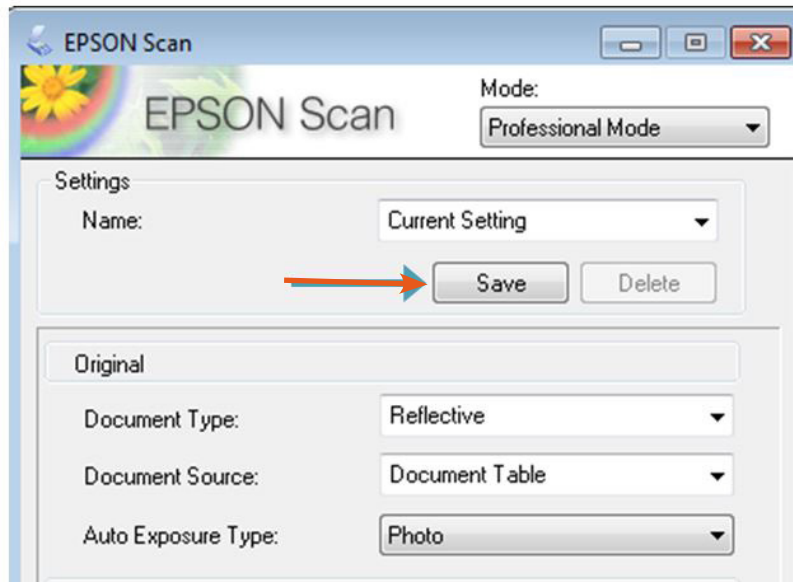 EPSON Scan
EPSON Scan
Mode:
Professional Mode
Settings
Name:
Current Setting
Save
Delete
Original
Document Type:
Reflective
Document Source:
Document Table
Auto Exposure Type:
Photo